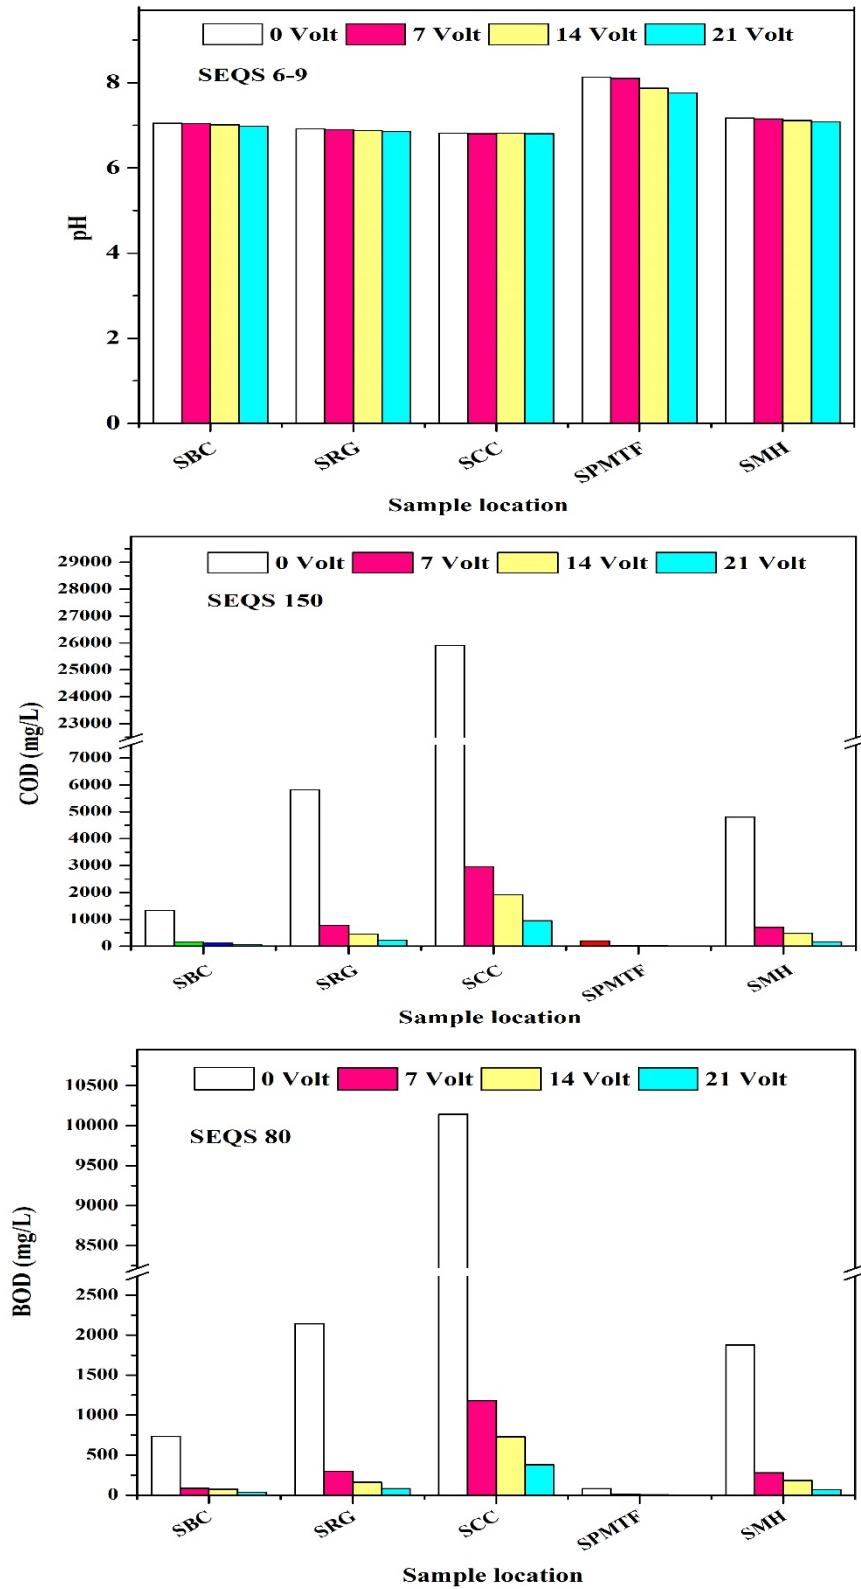 0 Volt 7 Volt 14 Volt 21 Volt
SEQS 6-9
8
6
4
2
0
pH
SBC SRG SCC SPMTF SMH
Sample location
0 Volt 7 Volt 14 Volt 21 Volt
SEQS 150
29000
28000
27000
26000
25000
24000
23000
7000
6000
5000
4000
3000
2000
1000
0
COD (mg/L)
SBC SRG SCC SPMTF SMH
Sample location
0 Volt 7 Volt 14 Volt 21 Volt
SEQS 80
10500
10000
9500
9000
8500
2500
2000
1500
1000
500
0
BOD (mg/L)
SBC SRG SCC SPMTF SMH
Sample location